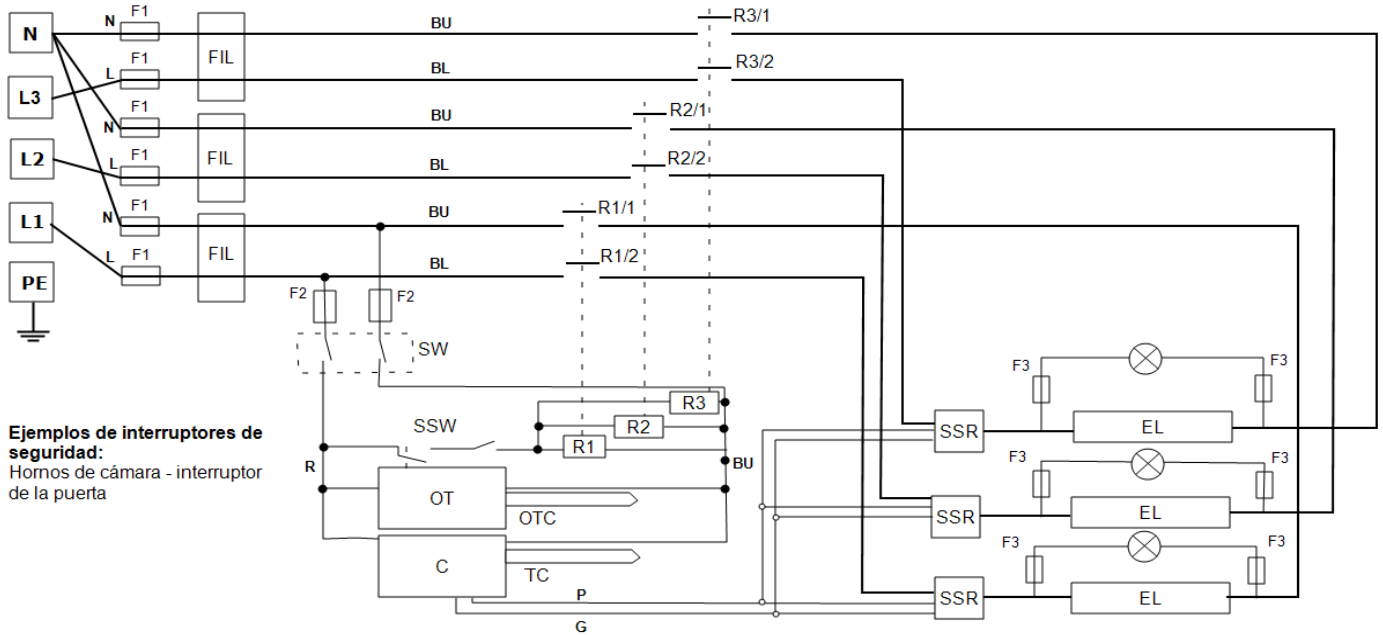 F1
N
BU
R3/1
N
FIL
F1
L
BL
R3/2
L3
F1
N
BU
R2/1
FIL
F1
L
BL
R2/2
L2
F1
N
BU
R1/1
L1
FIL
F1
L
BL
R1/2
PE
F2
F2
SW
F3
F3
R3
EL
SSR
SSW
R2
R1
Ejemplos de interruptores de
seguridad:
Hornos de cámara - interruptor
de la puerta
R
BU
F3
F3
OT
OTC
SSR
EL
F3
F3
C
TC
P
SSR
EL
G